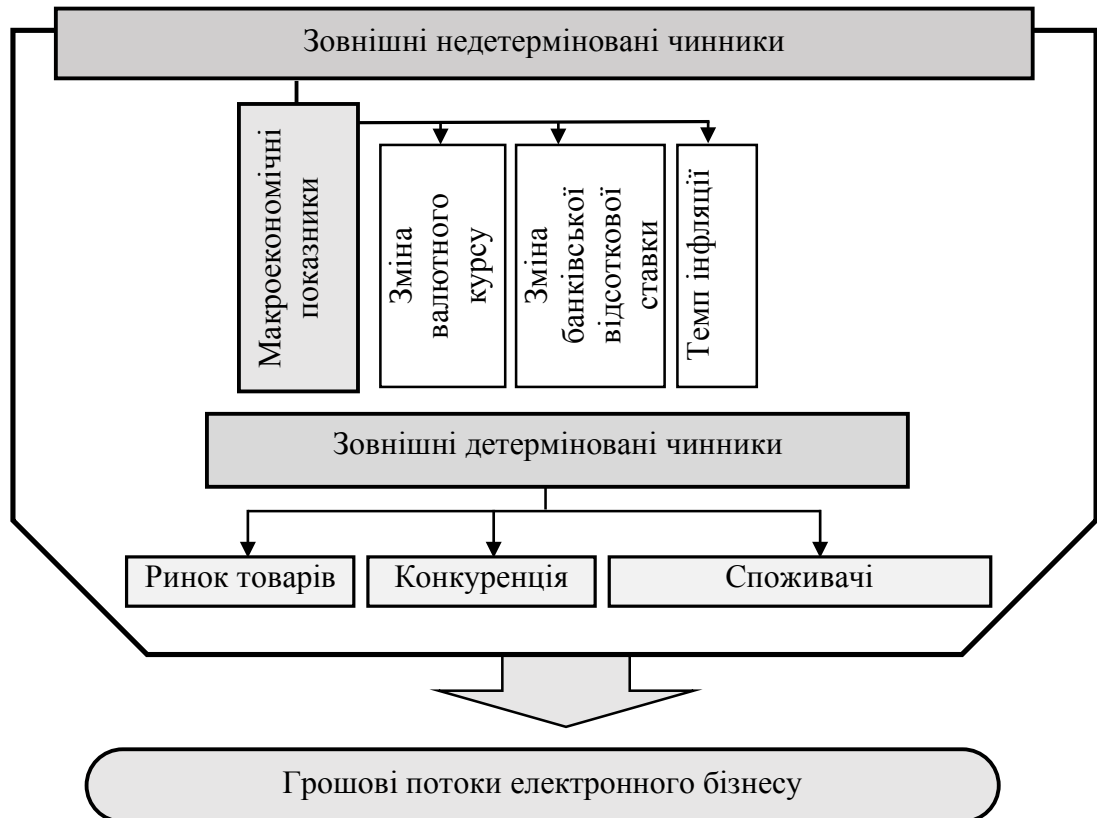 Зовнішні недетерміновані чинники
Макроекономічні
показники
Зміна
валютного
курсу
Зміна
банківської
відсоткової
ставки
Темп інфляції
Зовнішні детерміновані чинники
Ринок товарів
Конкуренція
Споживачі
Грошові потоки електронного бізнесу